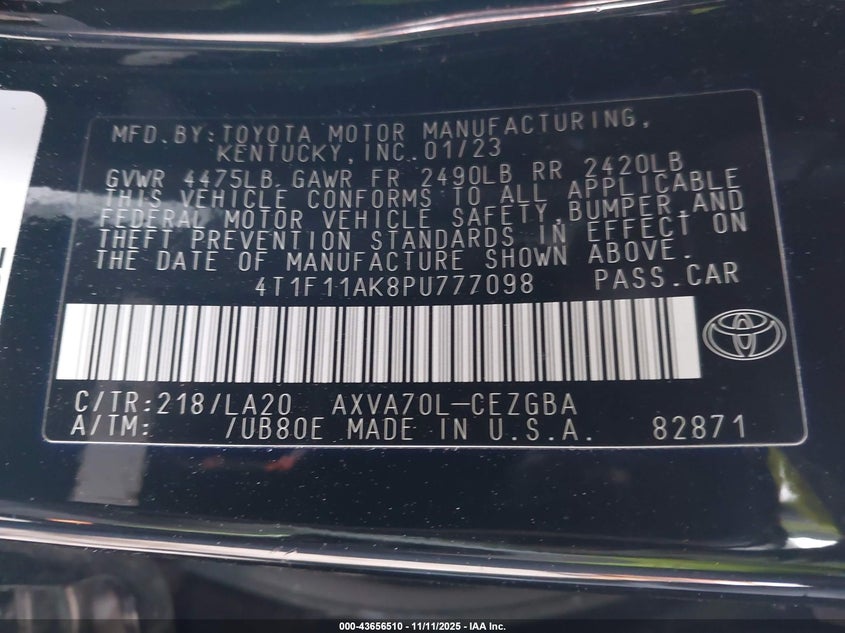 MFD.BY:TOYOTA MOTOR MANUFACTURING,
KENTUCKY,INC. 01/23
GVWR 4475LB GAWR FR 2490LB RR 2420LB
THIS VEHICLE CONFORMS TO ALL APPLICABLE
FEDERAL MOTOR VEHICLE SAFETY,BUMPER,AND
THEFT PREVENTION STANDARDS IN EFFECT ON
THE DATE OF MANUFACTURE SHOWN ABOVE.
4T1F11AK8PU777098 PASS.CAR
C/TR:218/LA20 AXVA70L-CEZGBA
A/TM: /UB80E MADE IN U.S.A. 82871
000-43656510 - 11/11/2025 - IAA Inc.